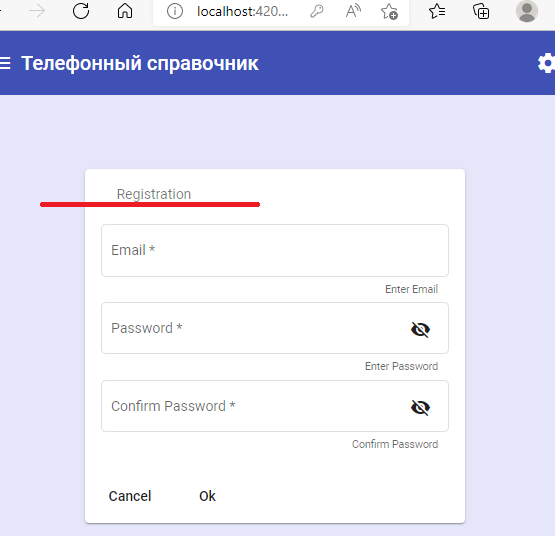 localhost:420...
Телефонный справочник
Registration
Email *
Enter Email
Password *
Enter Password
Confirm Password *
Confirm Password
Cancel Ok